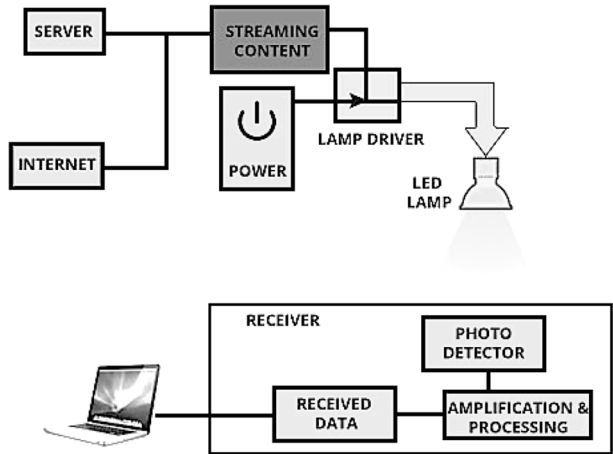 SERVER
STREAMING
CONTENT
INTERNET
POWER
LAMP DRIVER
LED
LAMP
RECEIVER
PHOTO
DETECTOR
RECEIVED
DATA
AMPLIFICATION &
PROCESSING